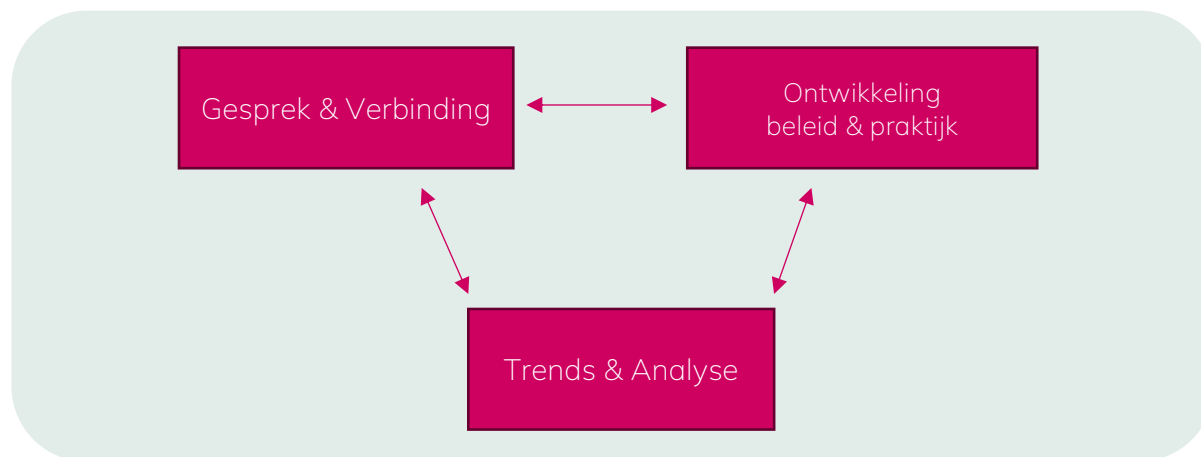 Gesprek & Verbinding
Ontwikkeling
beleid & praktijk
Trends & Analyse